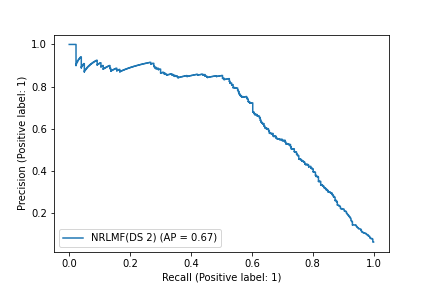 1.0
0.8
0.6
0.4
0.2
Precision (Positive label: 1)
NRLMF(DS 2) (AP = 0.67)
0.0 0.2 0.4 0.6 0.8 1.0
Recall (Positive label: 1)